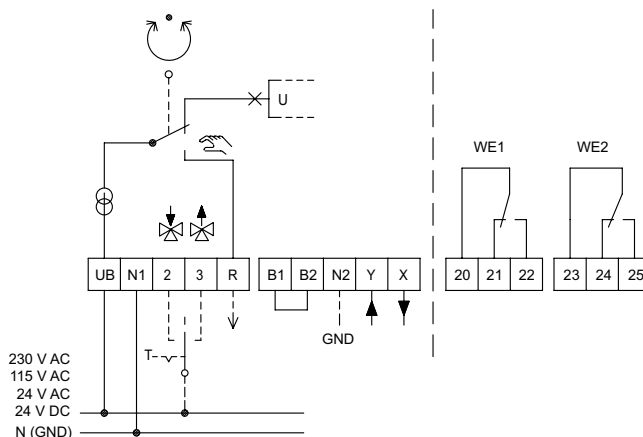 U
WE1 WE2
UB N1 2 3 R B1 B2 N2 Y X 20 21 22 23 24 25
GND
T
230 V AC
115 V AC
24 V AC
24 V DC
N (GND)